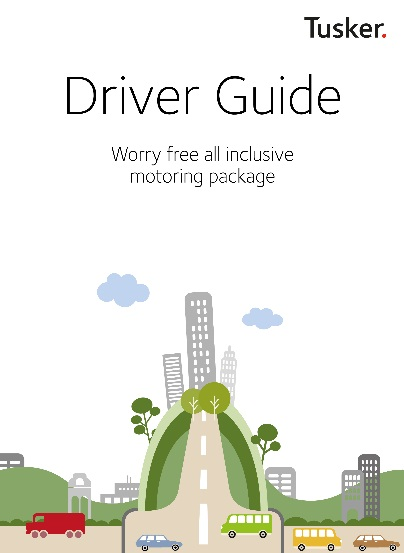 Tusker.
Driver Guide
Worry free all inclusive
motoring package